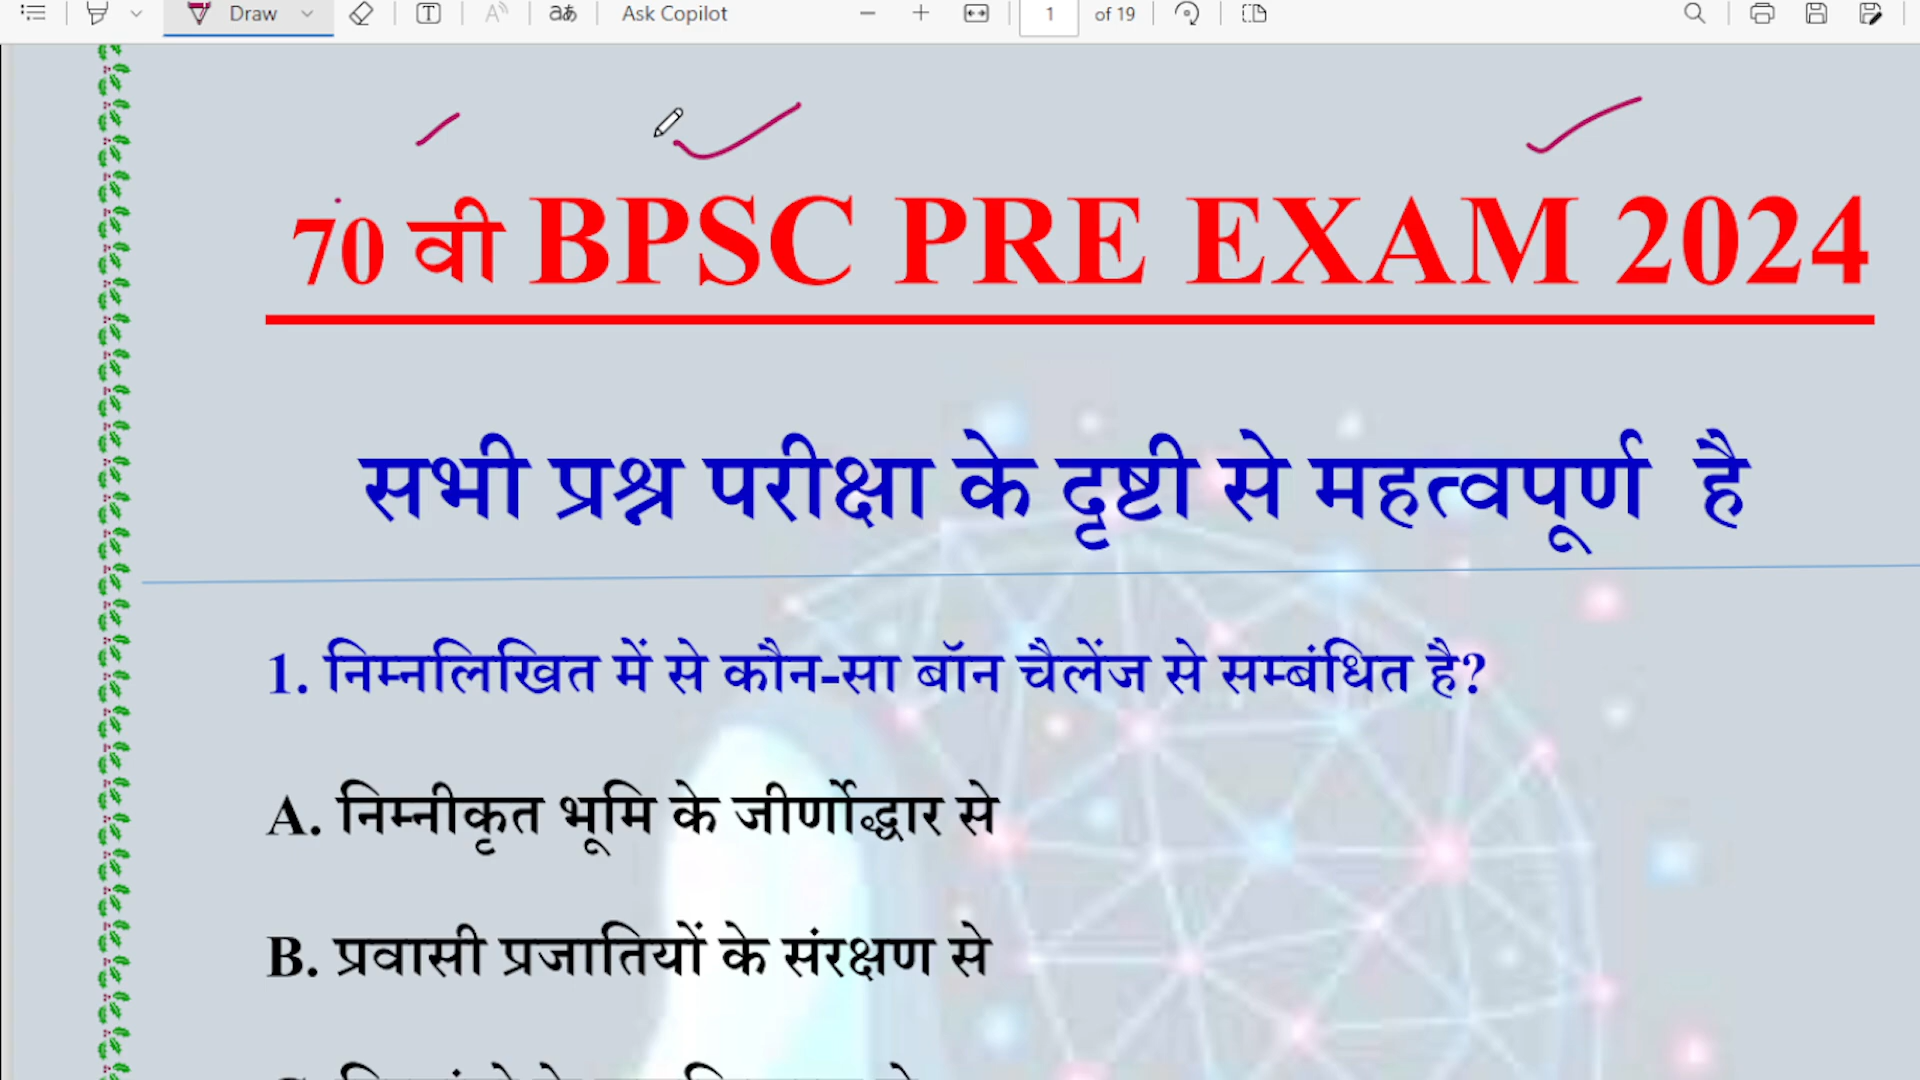 Draw Ask Copilot 1 of 19
70 वी BPSC PRE EXAM 2024
सभी प्रश्न परीक्षा के दृष्टी से महत्वपूर्ण है
1. निम्नलिखित में से कौन-सा बॉन चैलेंज से सम्बंधित है?
A. निम्नीकृत भूमि के जीर्णोद्धार से
B. प्रवासी प्रजातियों के संरक्षण से